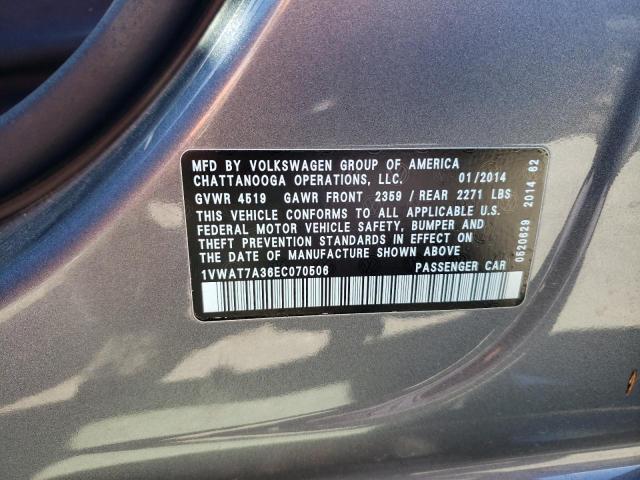 MFD BY VOLKSWAGEN GROUP OF AMERICA
CHATTANOOGA OPERATIONS, LLC. 01/2014
GVWR 4519 GAWR FRONT 2359 / REAR 2271 LBS
THIS VEHICLE CONFORMS TO ALL APPLICABLE U.S.
FEDERAL MOTOR VEHICLE SAFETY, BUMPER AND
THEFT PREVENTION STANDARDS IN EFFECT ON
THE DATE OF MANUFACTURE SHOWN ABOVE
1VWAT7A36EC070506 PASSENGER CAR
0520629 2014 62